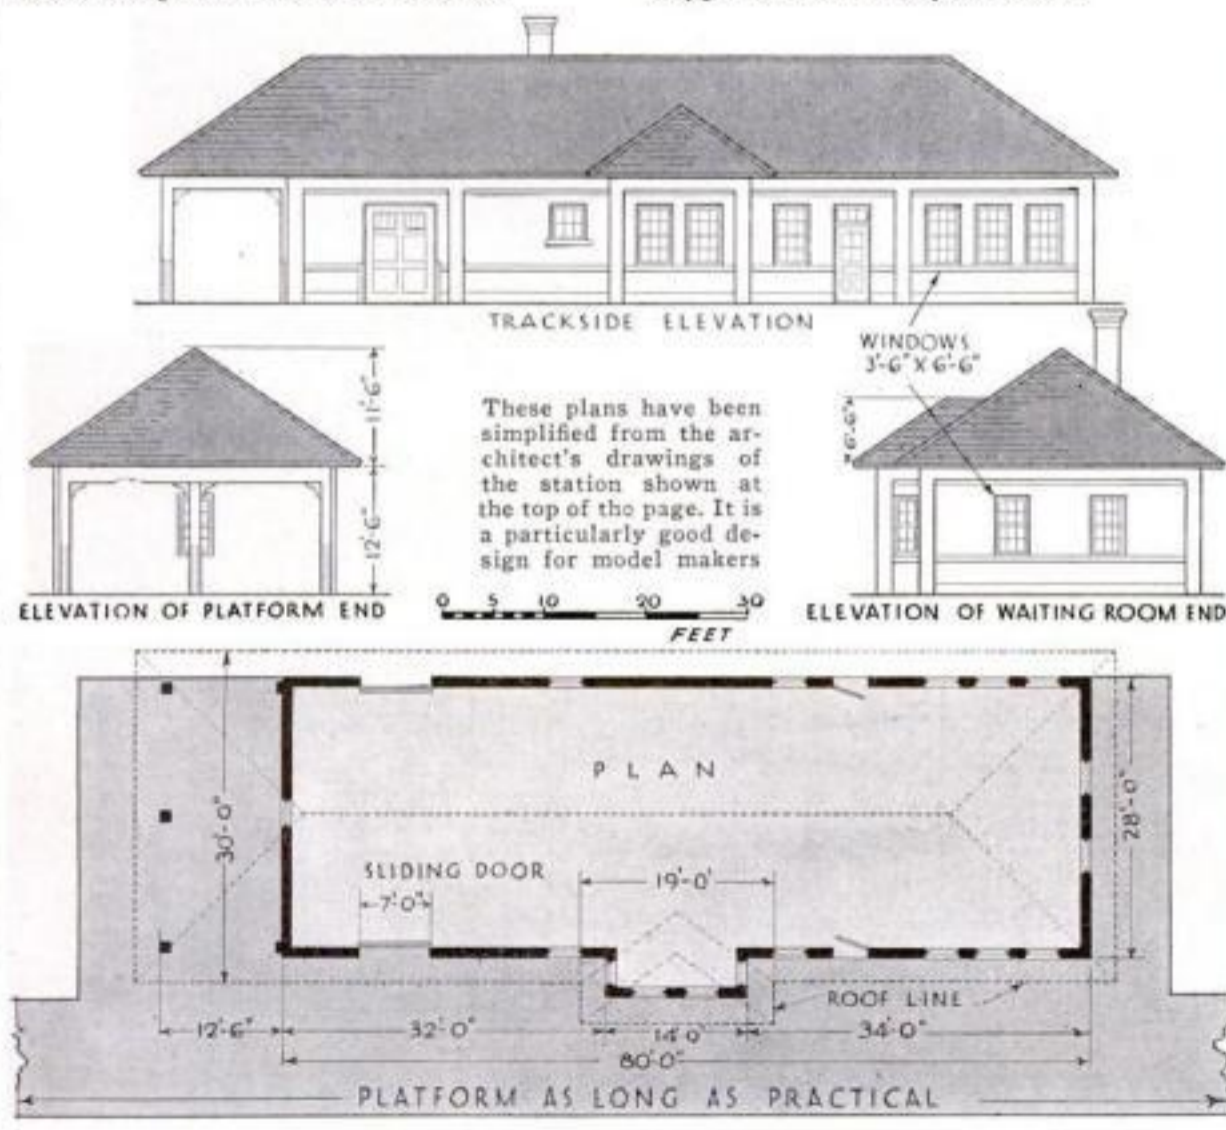 TRACKSIDE ELEVATION
WINDOWS
3'-6" X 6'-6"
11'-6"
12'-6"
6'-6"
These plans have been
simplified from the ar-
chitect's drawings of
the station shown at
the top of the page. It is
a particularly good de-
sign for model makers
ELEVATION OF PLATFORM END
0 5 10 20 30
FEET
ELEVATION OF WAITING ROOM END
PLAN
30'-0"
28'-0"
SLIDING DOOR
7'-0"
19'-0'
ROOF LINE
12'-6"
32'-0"
14'-0'
34'-0"
80'-0"
PLATFORM AS LONG AS PRACTICAL